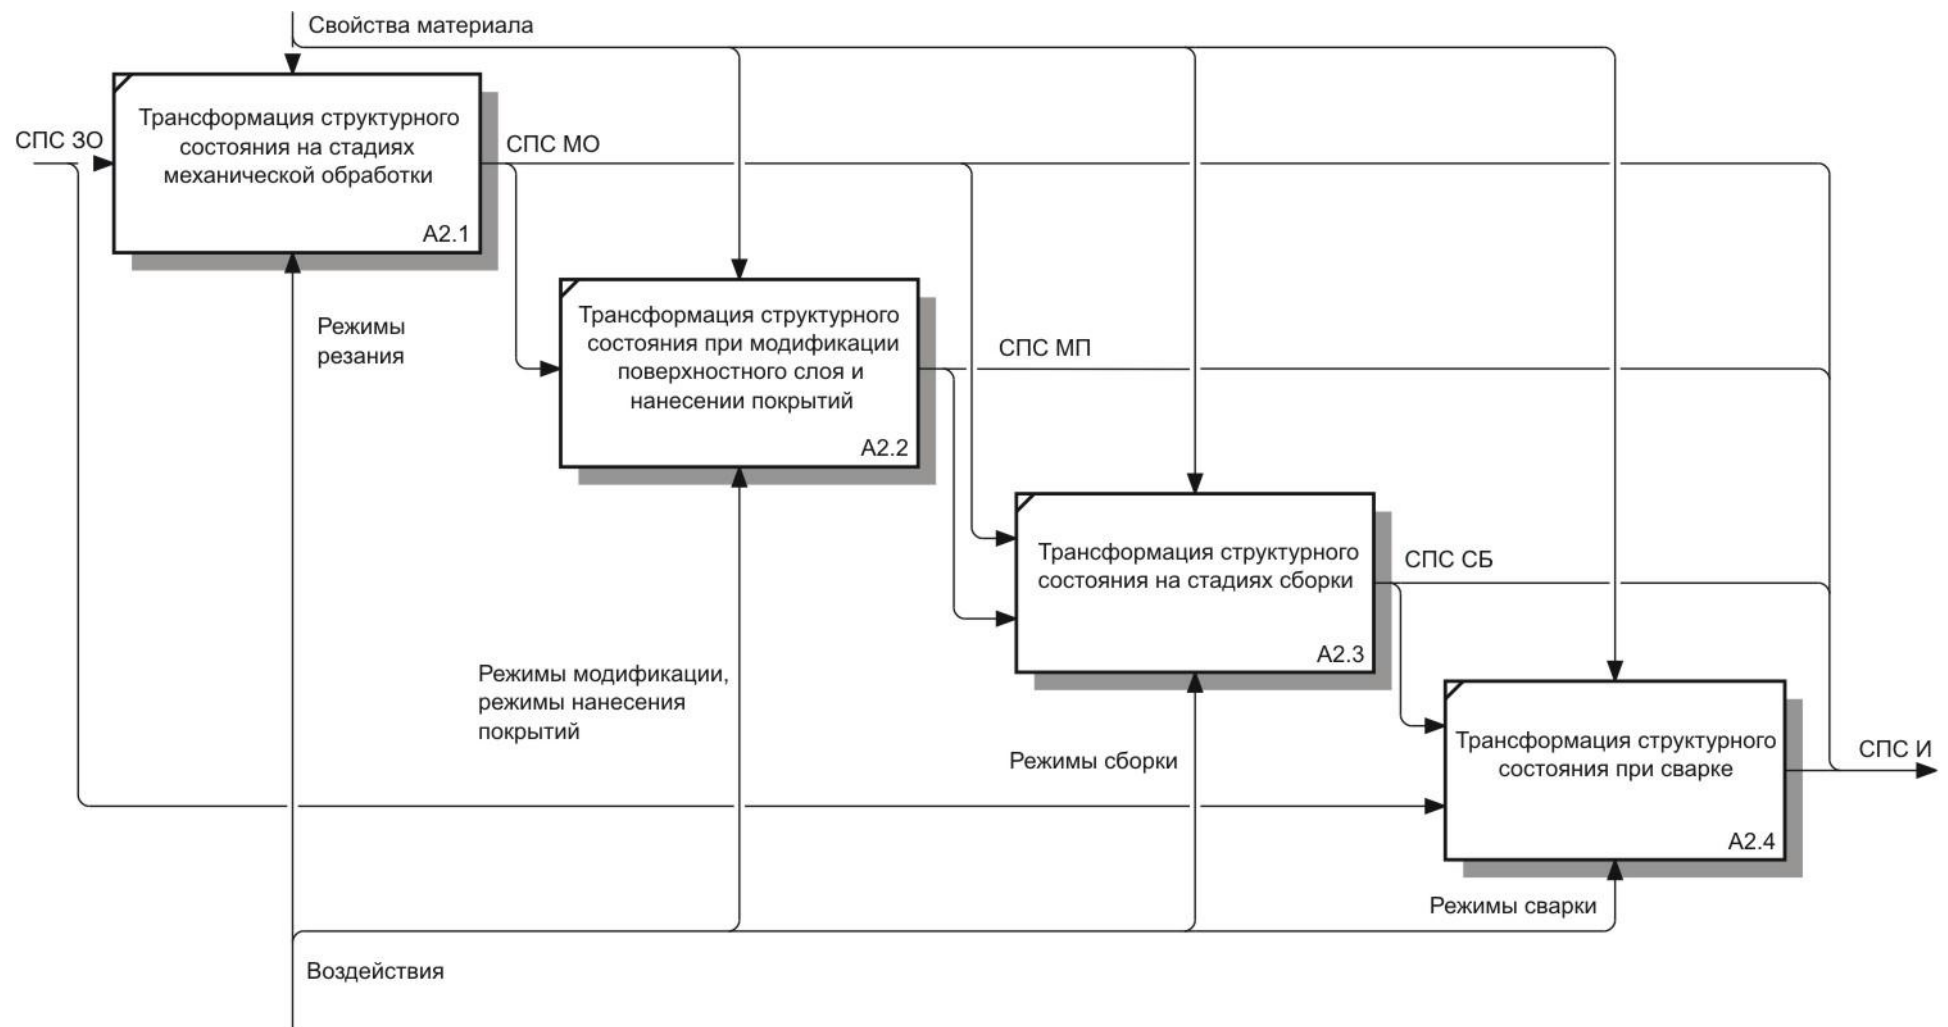 Свойства материала
СПС ЗО
Трансформация структурного
состояния на стадиях
механической обработки
А2.1
СПС МО
Режимы
резания
Трансформация структурного
состояния при модификации
поверхностного слоя и
нанесении покрытий
А2.2
СПС МП
Режимы модификации,
режимы нанесения
покрытий
Трансформация структурного
состояния на стадиях сборки
А2.3
СПС СБ
Режимы сборки
Трансформация структурного
состояния при сварке
А2.4
СПС И
Режимы сварки
Воздействия